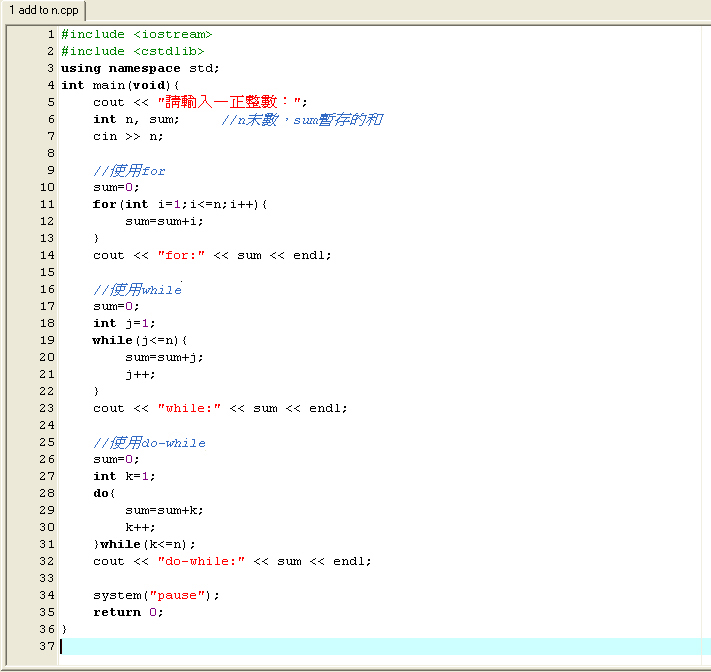 1 add to n.cpp
1 #include <iostream>
2 #include <cstdlib>
3 using namespace std;
4 int main(void){
5 cout << "請輸入一正整數：";
6 int n, sum; //n末數，sum暫存的和
7 cin >> n;
8
9 //使用for
10 sum=0;
11 for(int i=1;i<=n;i++){
12 sum=sum+i;
13 }
14 cout << "for:" << sum << endl;
15
16 //使用while
17 sum=0;
18 int j=1;
19 while(j<=n){
20 sum=sum+j;
21 j++;
22 }
23 cout << "while:" << sum << endl;
24
25 //使用do-while
26 sum=0;
27 int k=1;
28 do{
29 sum=sum+k;
30 k++;
31 }while(k<=n);
32 cout << "do-while:" << sum << endl;
33
34 system("pause");
35 return 0;
36 }
37